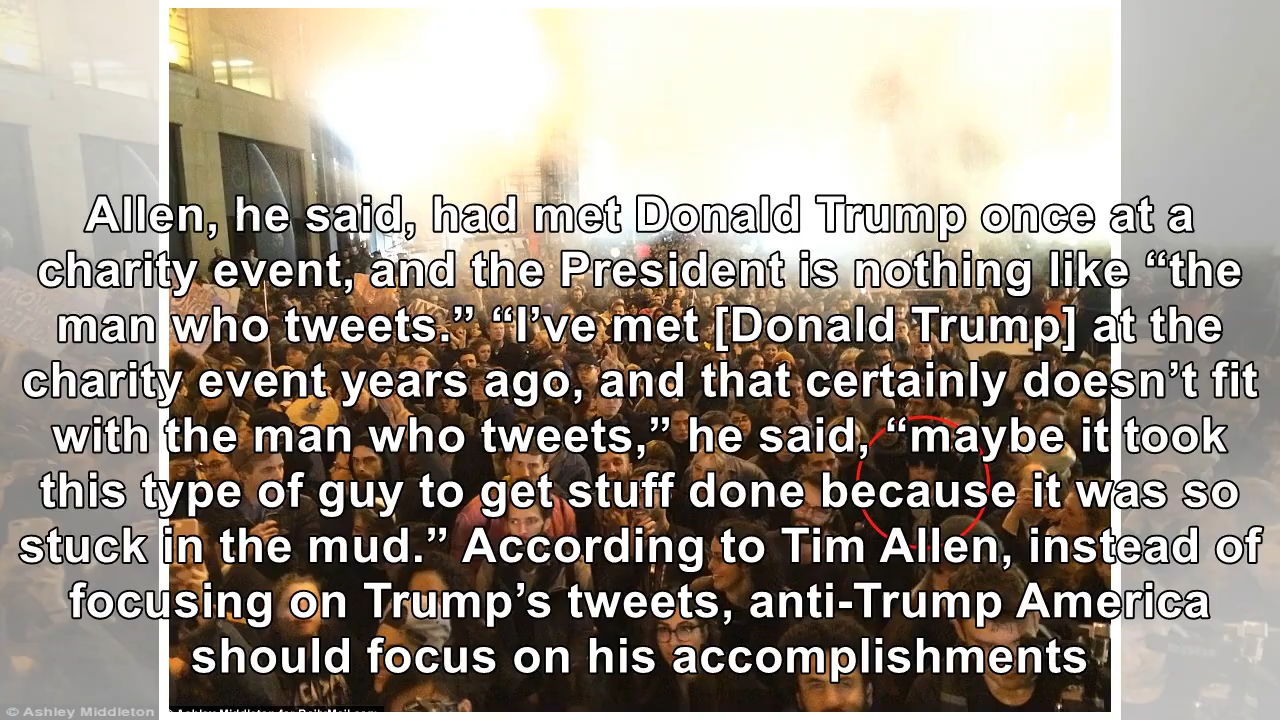 Allen, he said, had met Donald Trump once at a
charity event, and the President is nothing like “the
man who tweets.” “I’ve met [Donald Trump] at the
charity event years ago, and that certainly doesn’t fit
with the man who tweets,” he said, “maybe it took
this type of guy to get stuff done because it was so
stuck in the mud.” According to Tim Allen, instead of
focusing on Trump’s tweets, anti-Trump America
should focus on his accomplishments
© Ashley Middleton